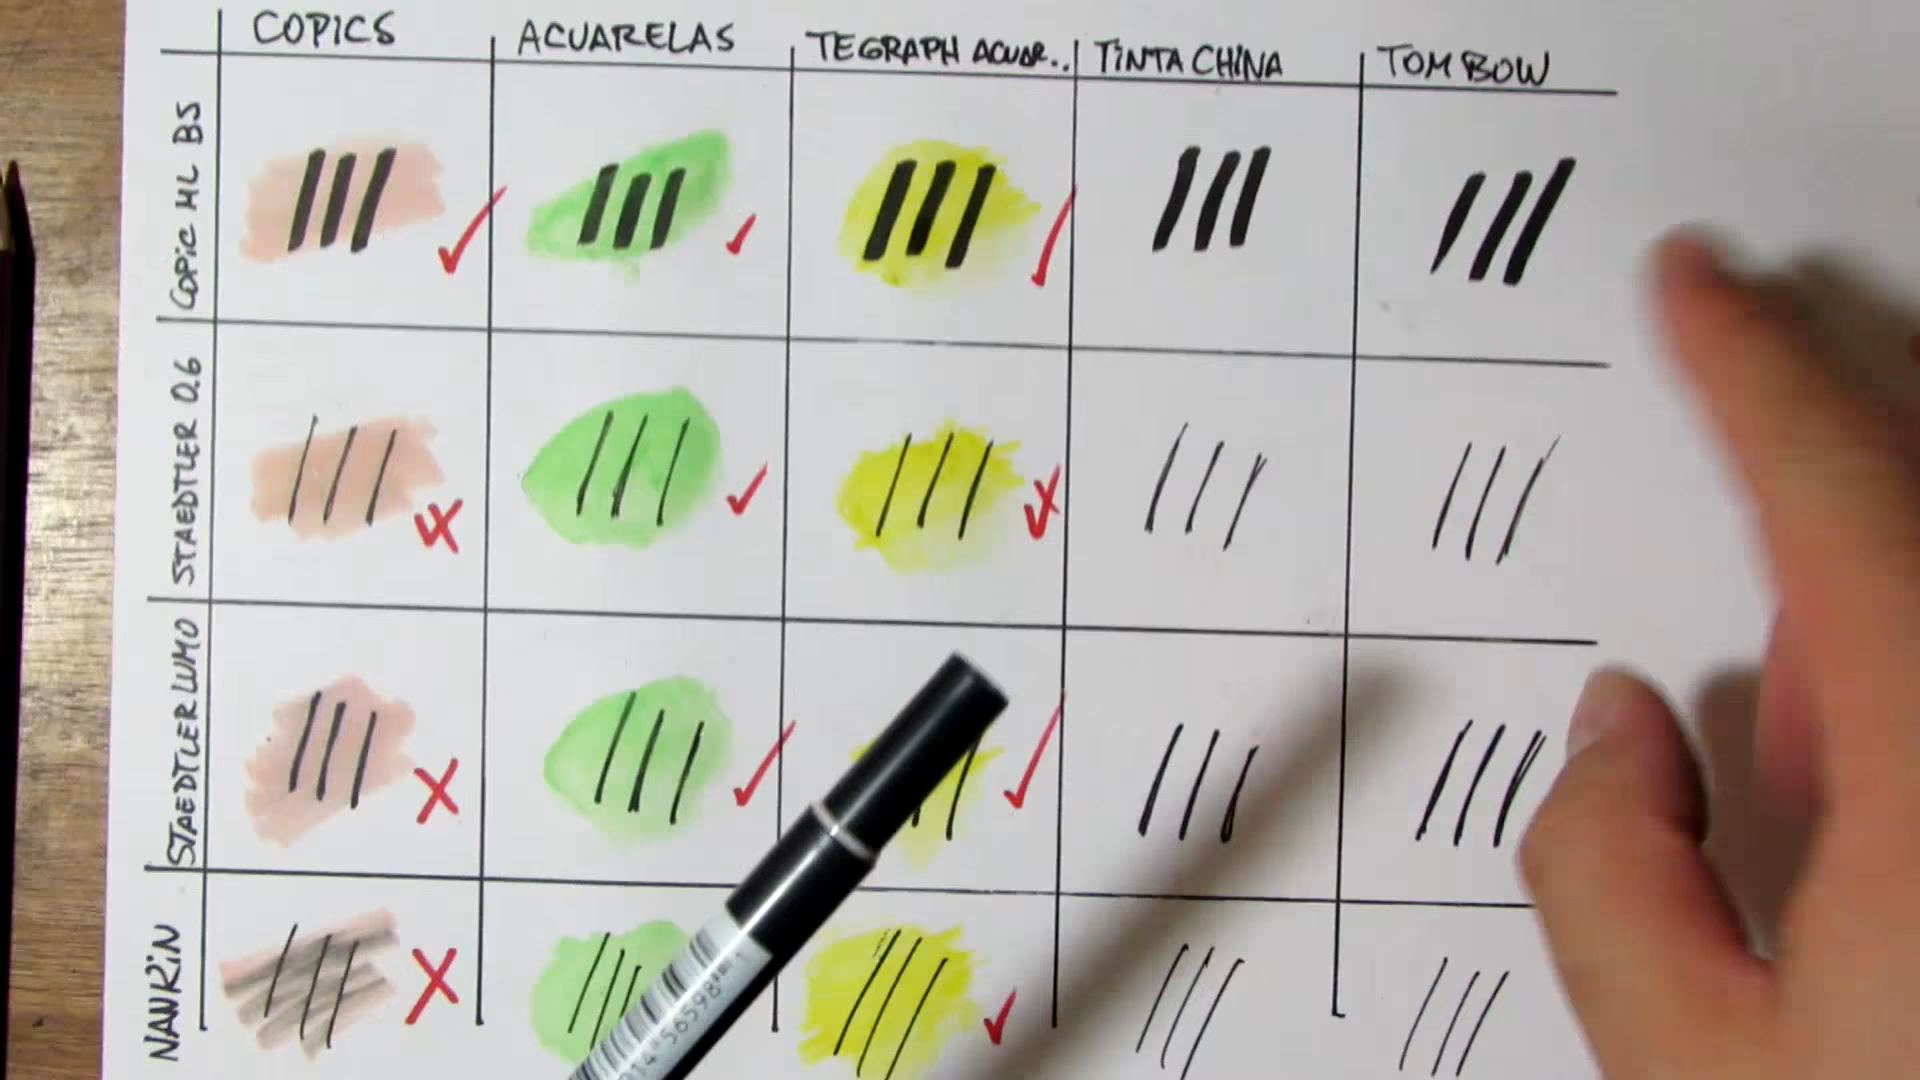 COPICS
ACUARELAS
TEGRAPH ACUAR..
TINTA CHINA
TOMBOW
COPIC ML BS
STAEDTLER 0.6
STAEDTLER LUMO
NANKIN